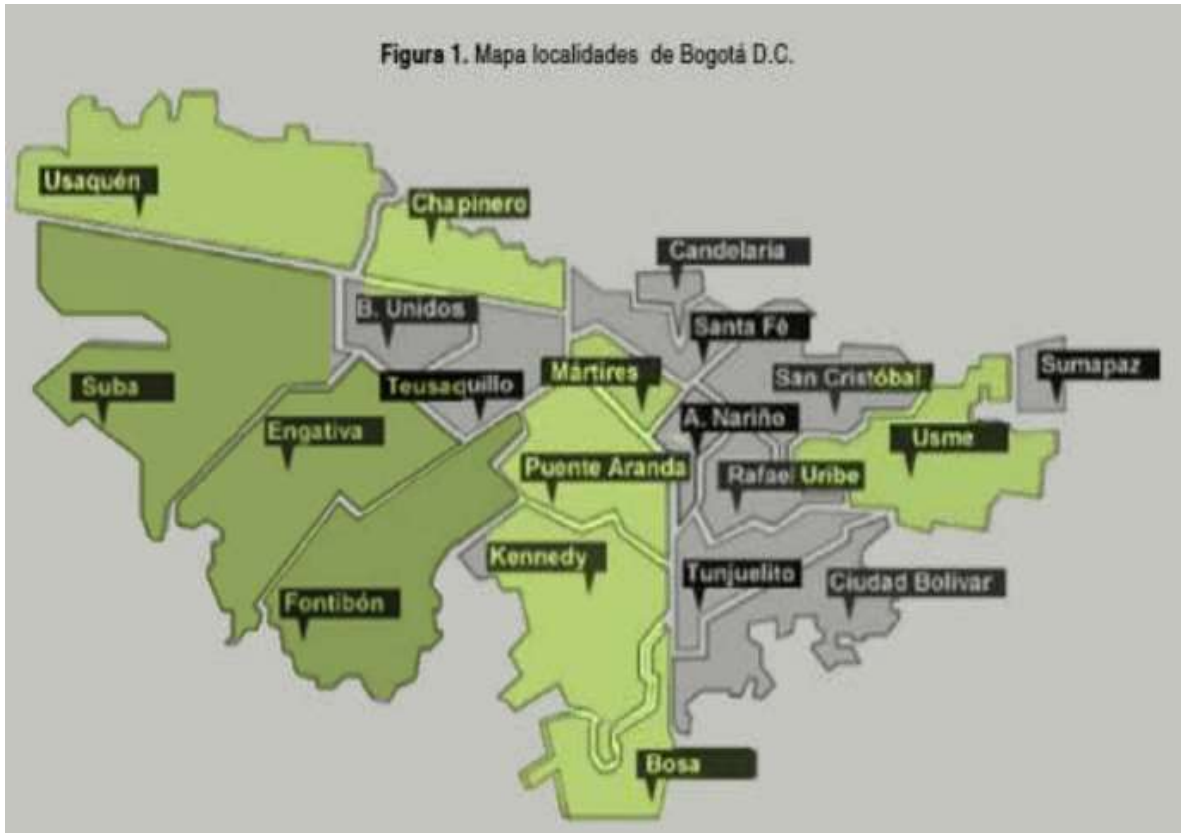 Figura 1. Mapa localidades de Bogotá D.C.
Usaquén
Chapinero
Candelaria
B. Unidos
Santa Fé
Sumapaz
Suba
Teusaquillo
Mártires
San Cristóbal
A. Nariño
Engativa
Usme
Puente Aranda
Rafael Uribe
Kennedy
Tunjuelito
Ciudad Bolivar
Fontibón
Bosa